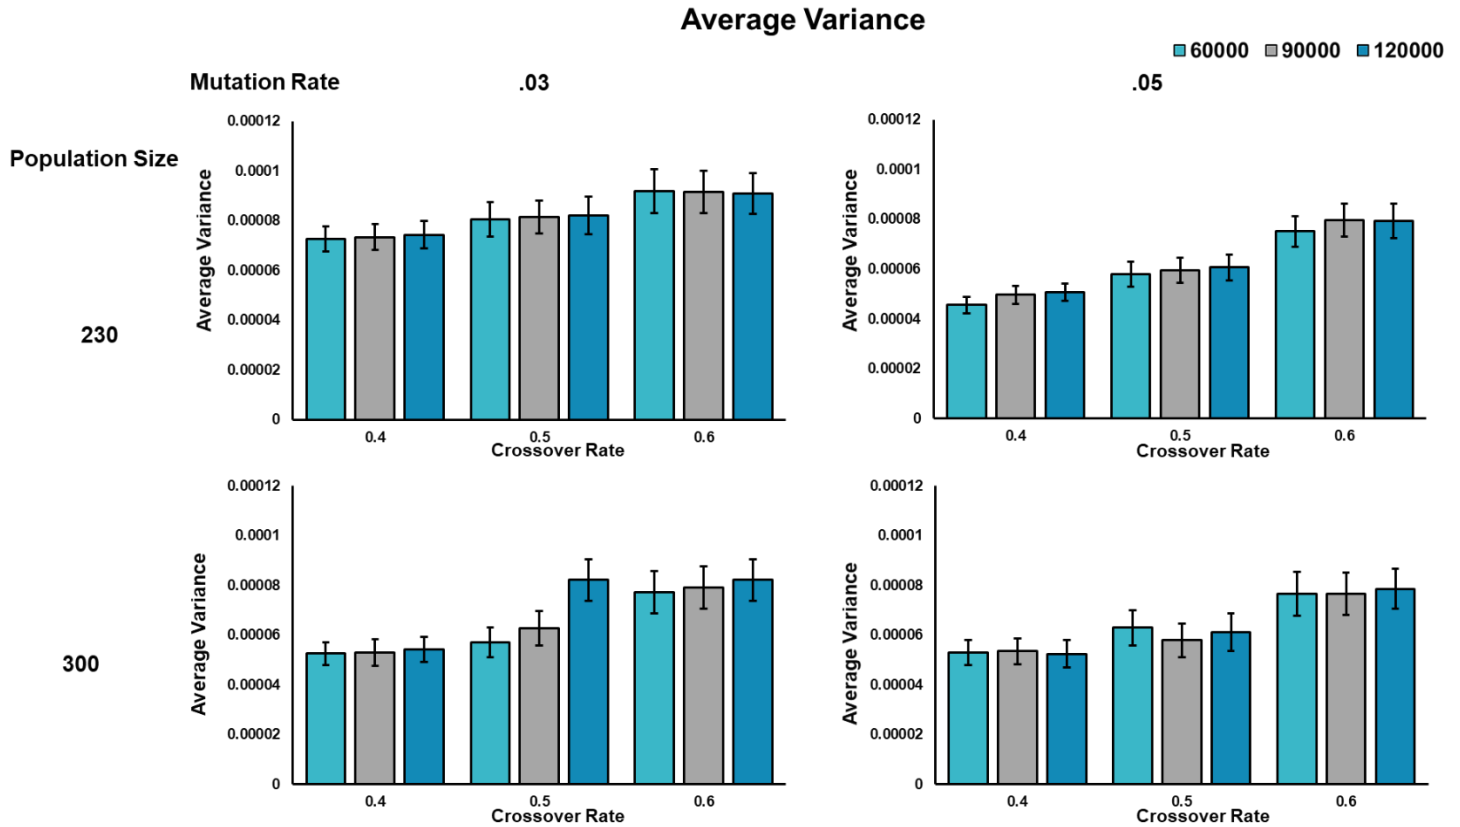 Average Variance
60000 90000 120000
Mutation Rate .03 .05
Population Size
230
300
Average Variance
0.00012
0.0001
0.00008
0.00006
0.00004
0.00002
0
0.4 0.5 0.6
Crossover Rate
Average Variance
0.00012
0.0001
0.00008
0.00006
0.00004
0.00002
0
0.4 0.5 0.6
Crossover Rate
Average Variance
0.00012
0.0001
0.00008
0.00006
0.00004
0.00002
0
0.4 0.5 0.6
Crossover Rate
Average Variance
0.00012
0.0001
0.00008
0.00006
0.00004
0.00002
0
0.4 0.5 0.6
Crossover Rate